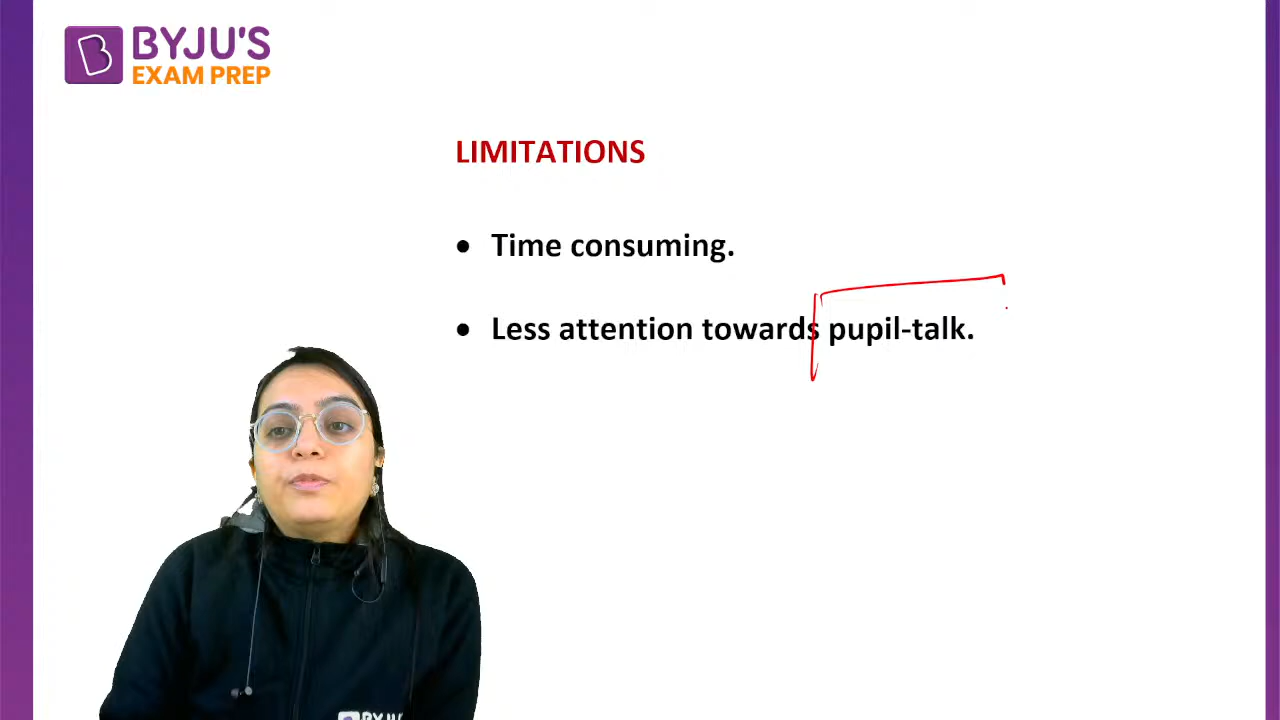 BYJU'S
EXAM PREP
LIMITATIONS
• Time consuming.
• Less attention towards pupil-talk.